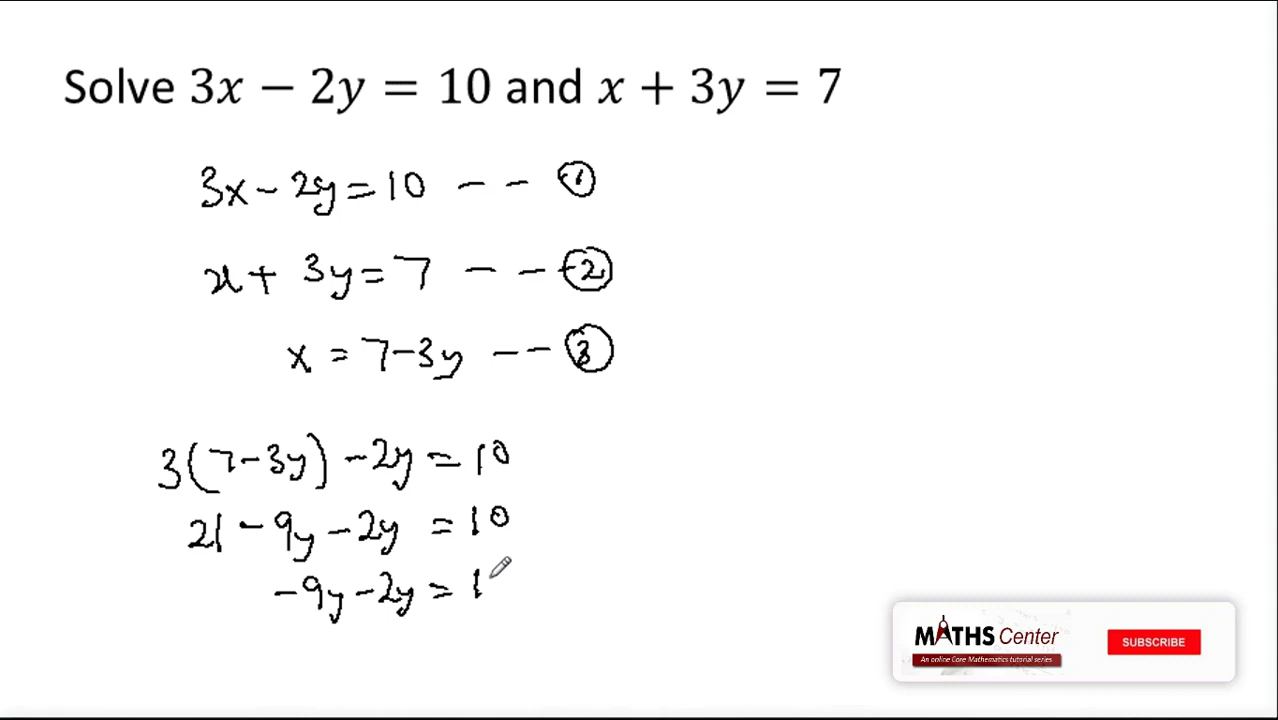 Solve 3x − 2y = 10 and x + 3y = 7
3x - 2y = 10 - - ①
x + 3y = 7 - - ②
x = 7 - 3y - - ③
3(7 - 3y) - 2y = 10
21 - 9y - 2y = 10
-9y - 2y = 1
MATHS Center
An online Core Mathematics tutorial series
SUBSCRIBE